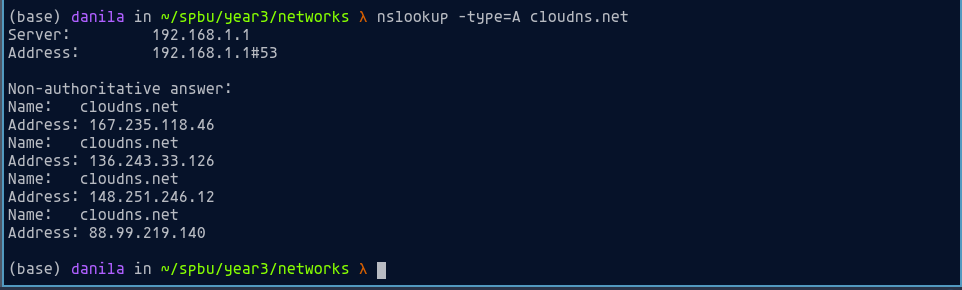 (base) danila in ~/spbu/year3/networks λ nslookup -type=A cloudns.net
Server:         192.168.1.1
Address:        192.168.1.1#53

Non-authoritative answer:
Name:   cloudns.net
Address: 167.235.118.46
Name:   cloudns.net
Address: 136.243.33.126
Name:   cloudns.net
Address: 148.251.246.12
Name:   cloudns.net
Address: 88.99.219.140

(base) danila in ~/spbu/year3/networks λ